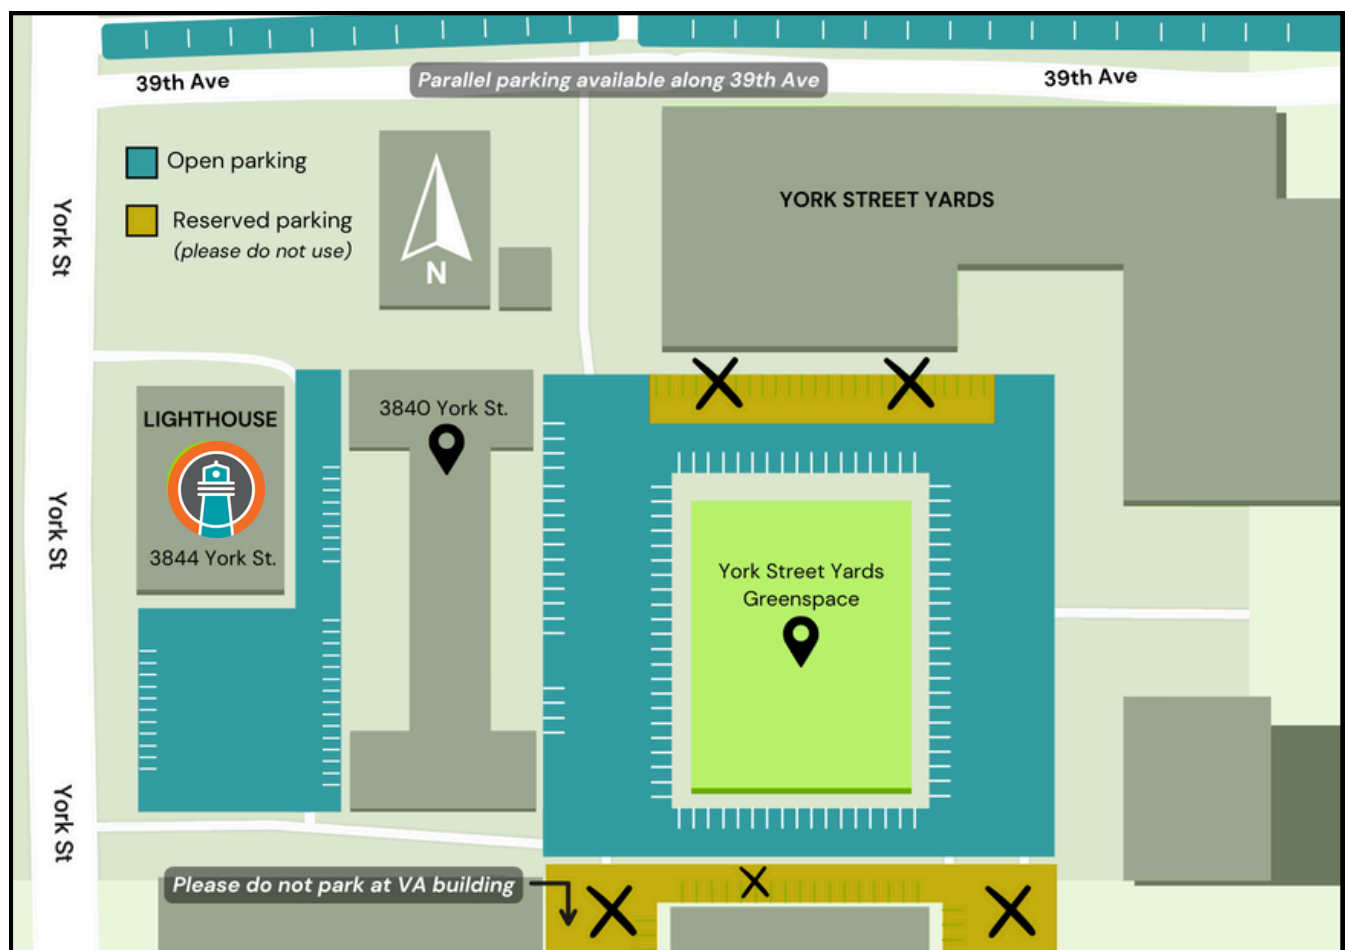 39th Ave
Parallel parking available along 39th Ave
39th Ave
Open parking
Reserved parking
(please do not use)
N
YORK STREET YARDS
York St
LIGHTHOUSE
3844 York St.
3840 York St.
York St
York Street Yards
Greenspace
York St
Please do not park at VA building